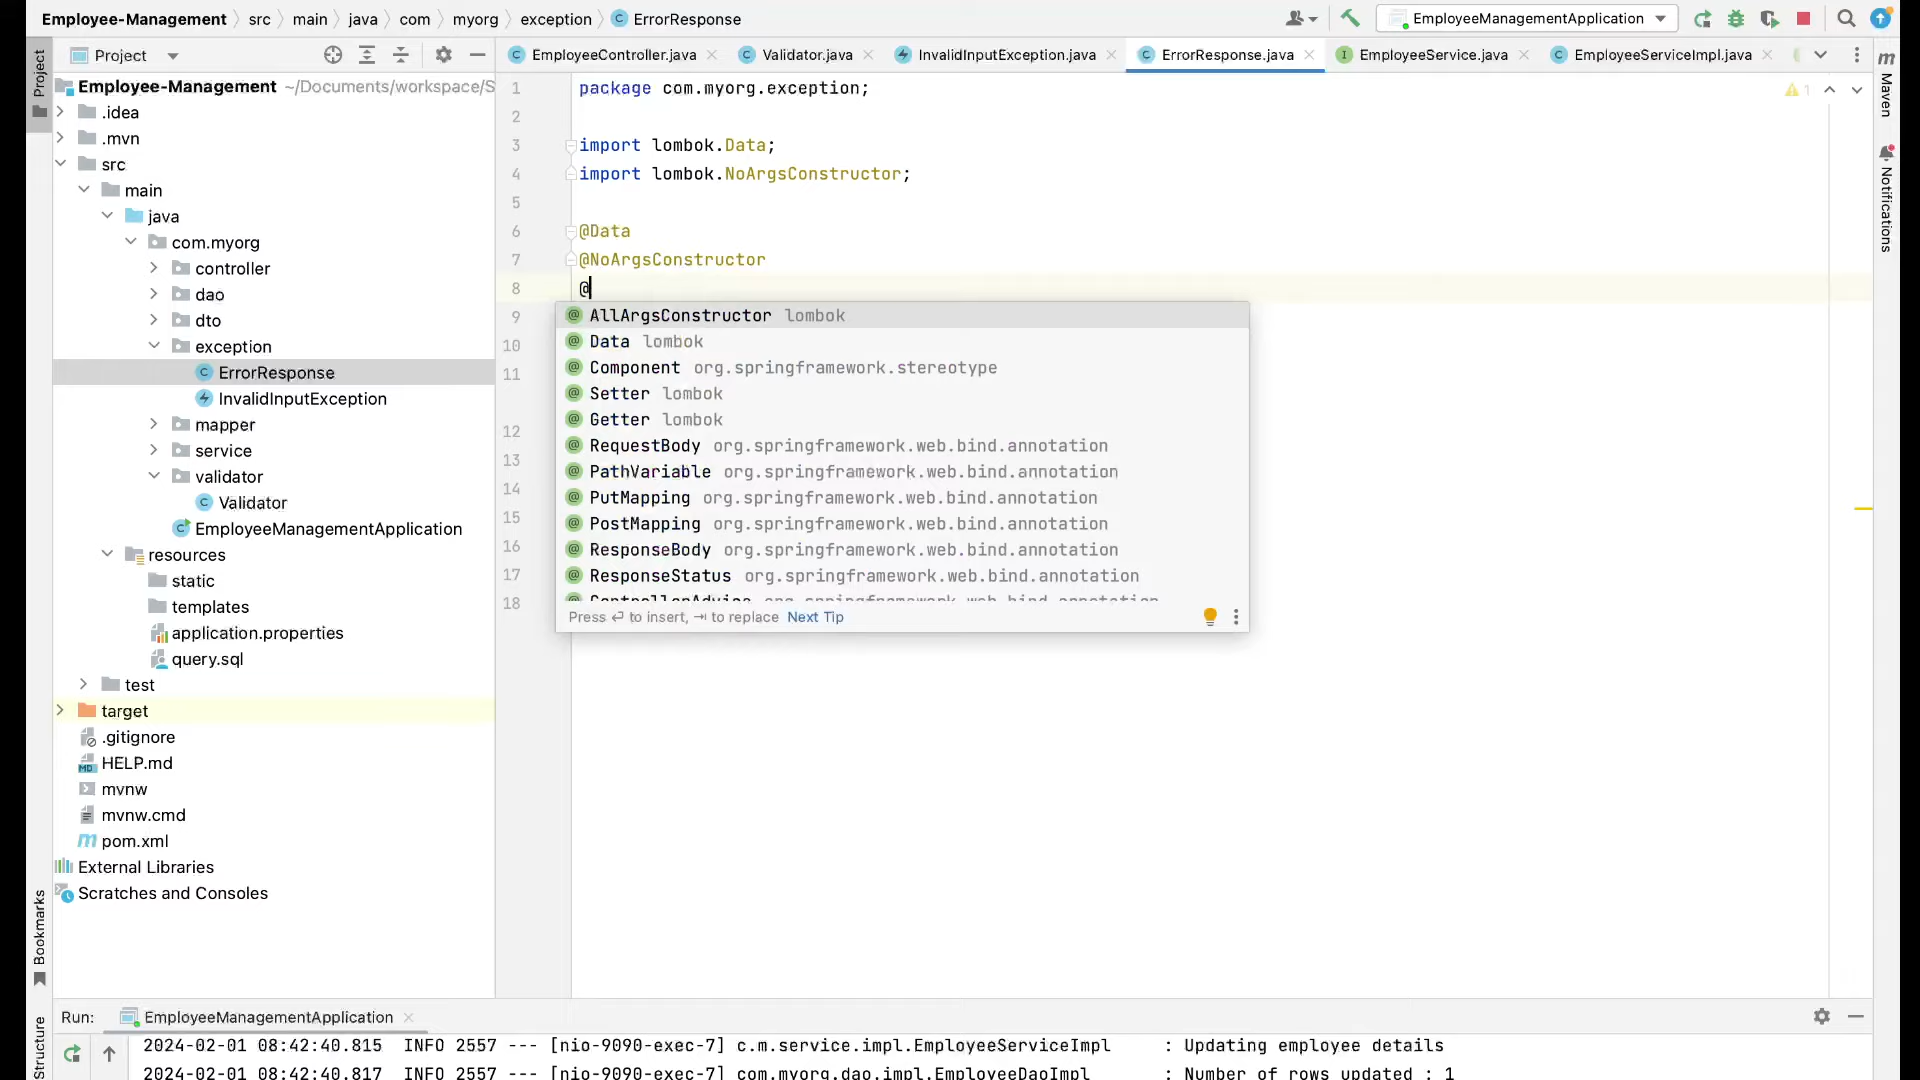 Employee-Management src main java com myorg exception ErrorResponse EmployeeManagementApplication
Project EmployeeController.java Validator.java InvalidInputException.java ErrorResponse.java EmployeeService.java EmployeeServiceImpl.java
Project
Bookmarks
Structure
Maven
Notifications
Employee-Management ~/Documents/workspace/S
.idea
.mvn
src
main
java
com.myorg
controller
dao
dto
exception
ErrorResponse
InvalidInputException
mapper
service
validator
Validator
EmployeeManagementApplication
resources
static
templates
application.properties
query.sql
test
target
.gitignore
HELP.md
mvnw
mvnw.cmd
pom.xml
External Libraries
Scratches and Consoles
1 package com.myorg.exception; 1
2
3 import lombok.Data;
4 import lombok.NoArgsConstructor;
5
6 @Data
7 @NoArgsConstructor
8 @
9
10
11
12
13
14
15
16
17
18
AllArgsConstructor lombok
Data lombok
Component org.springframework.stereotype
Setter lombok
Getter lombok
RequestBody org.springframework.web.bind.annotation
PathVariable org.springframework.web.bind.annotation
PutMapping org.springframework.web.bind.annotation
PostMapping org.springframework.web.bind.annotation
ResponseBody org.springframework.web.bind.annotation
ResponseStatus org.springframework.web.bind.annotation
ControllerAdvice org.springframework.web.bind.annotation
Press ⏎ to insert, ⇥ to replace Next Tip
Run: EmployeeManagementApplication
2024-02-01 08:42:40.815 INFO 2557 --- [nio-9090-exec-7] c.m.service.impl.EmployeeServiceImpl : Updating employee details
2024-02-01 08:42:40.817 INFO 2557 --- [nio-9090-exec-7] com.myorg.dao.impl.EmployeeDaoImpl : Number of rows updated : 1